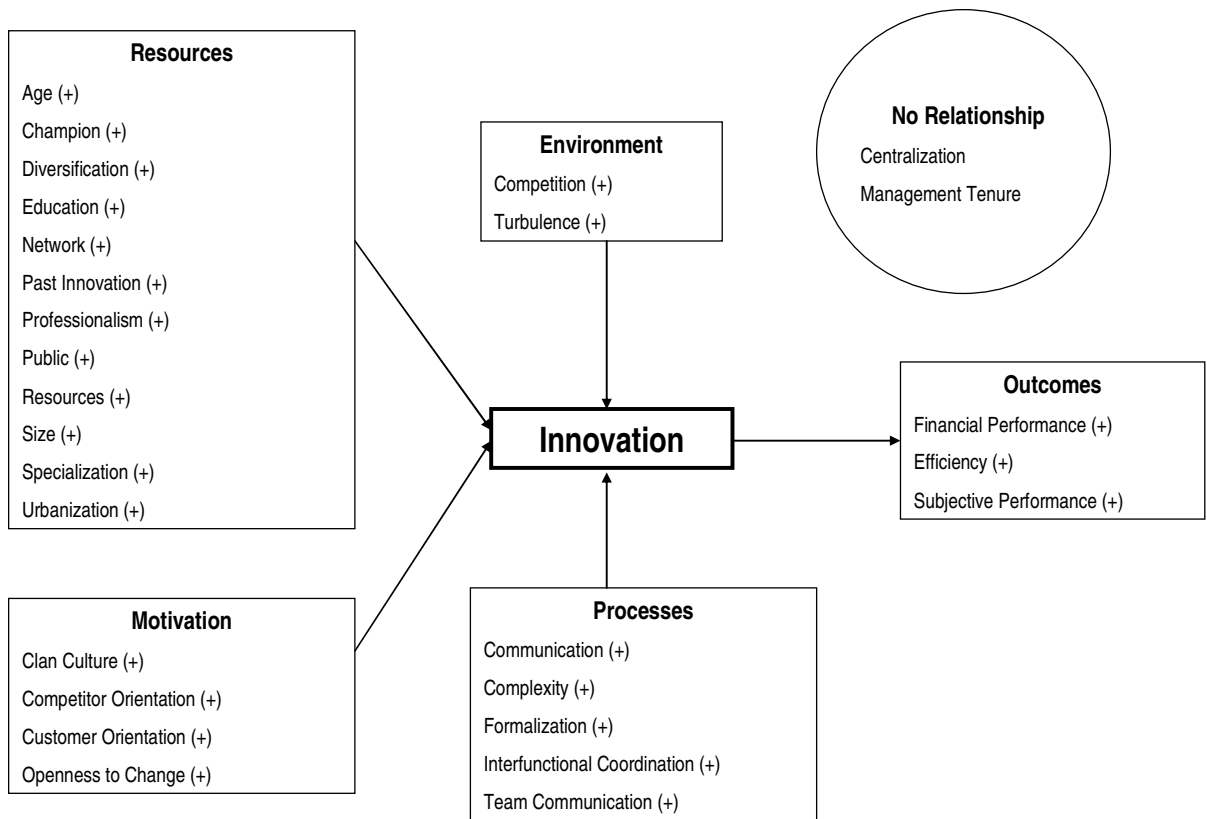 Resources
Age (+)
Champion (+)
Diversification (+)
Education (+)
Network (+)
Past Innovation (+)
Professionalism (+)
Public (+)
Resources (+)
Size (+)
Specialization (+)
Urbanization (+)
Motivation
Clan Culture (+)
Competitor Orientation (+)
Customer Orientation (+)
Openness to Change (+)
Environment
Competition (+)
Turbulence (+)
Innovation
Processes
Communication (+)
Complexity (+)
Formalization (+)
Interfunctional Coordination (+)
Team Communication (+)
No Relationship
Centralization
Management Tenure
Outcomes
Financial Performance (+)
Efficiency (+)
Subjective Performance (+)